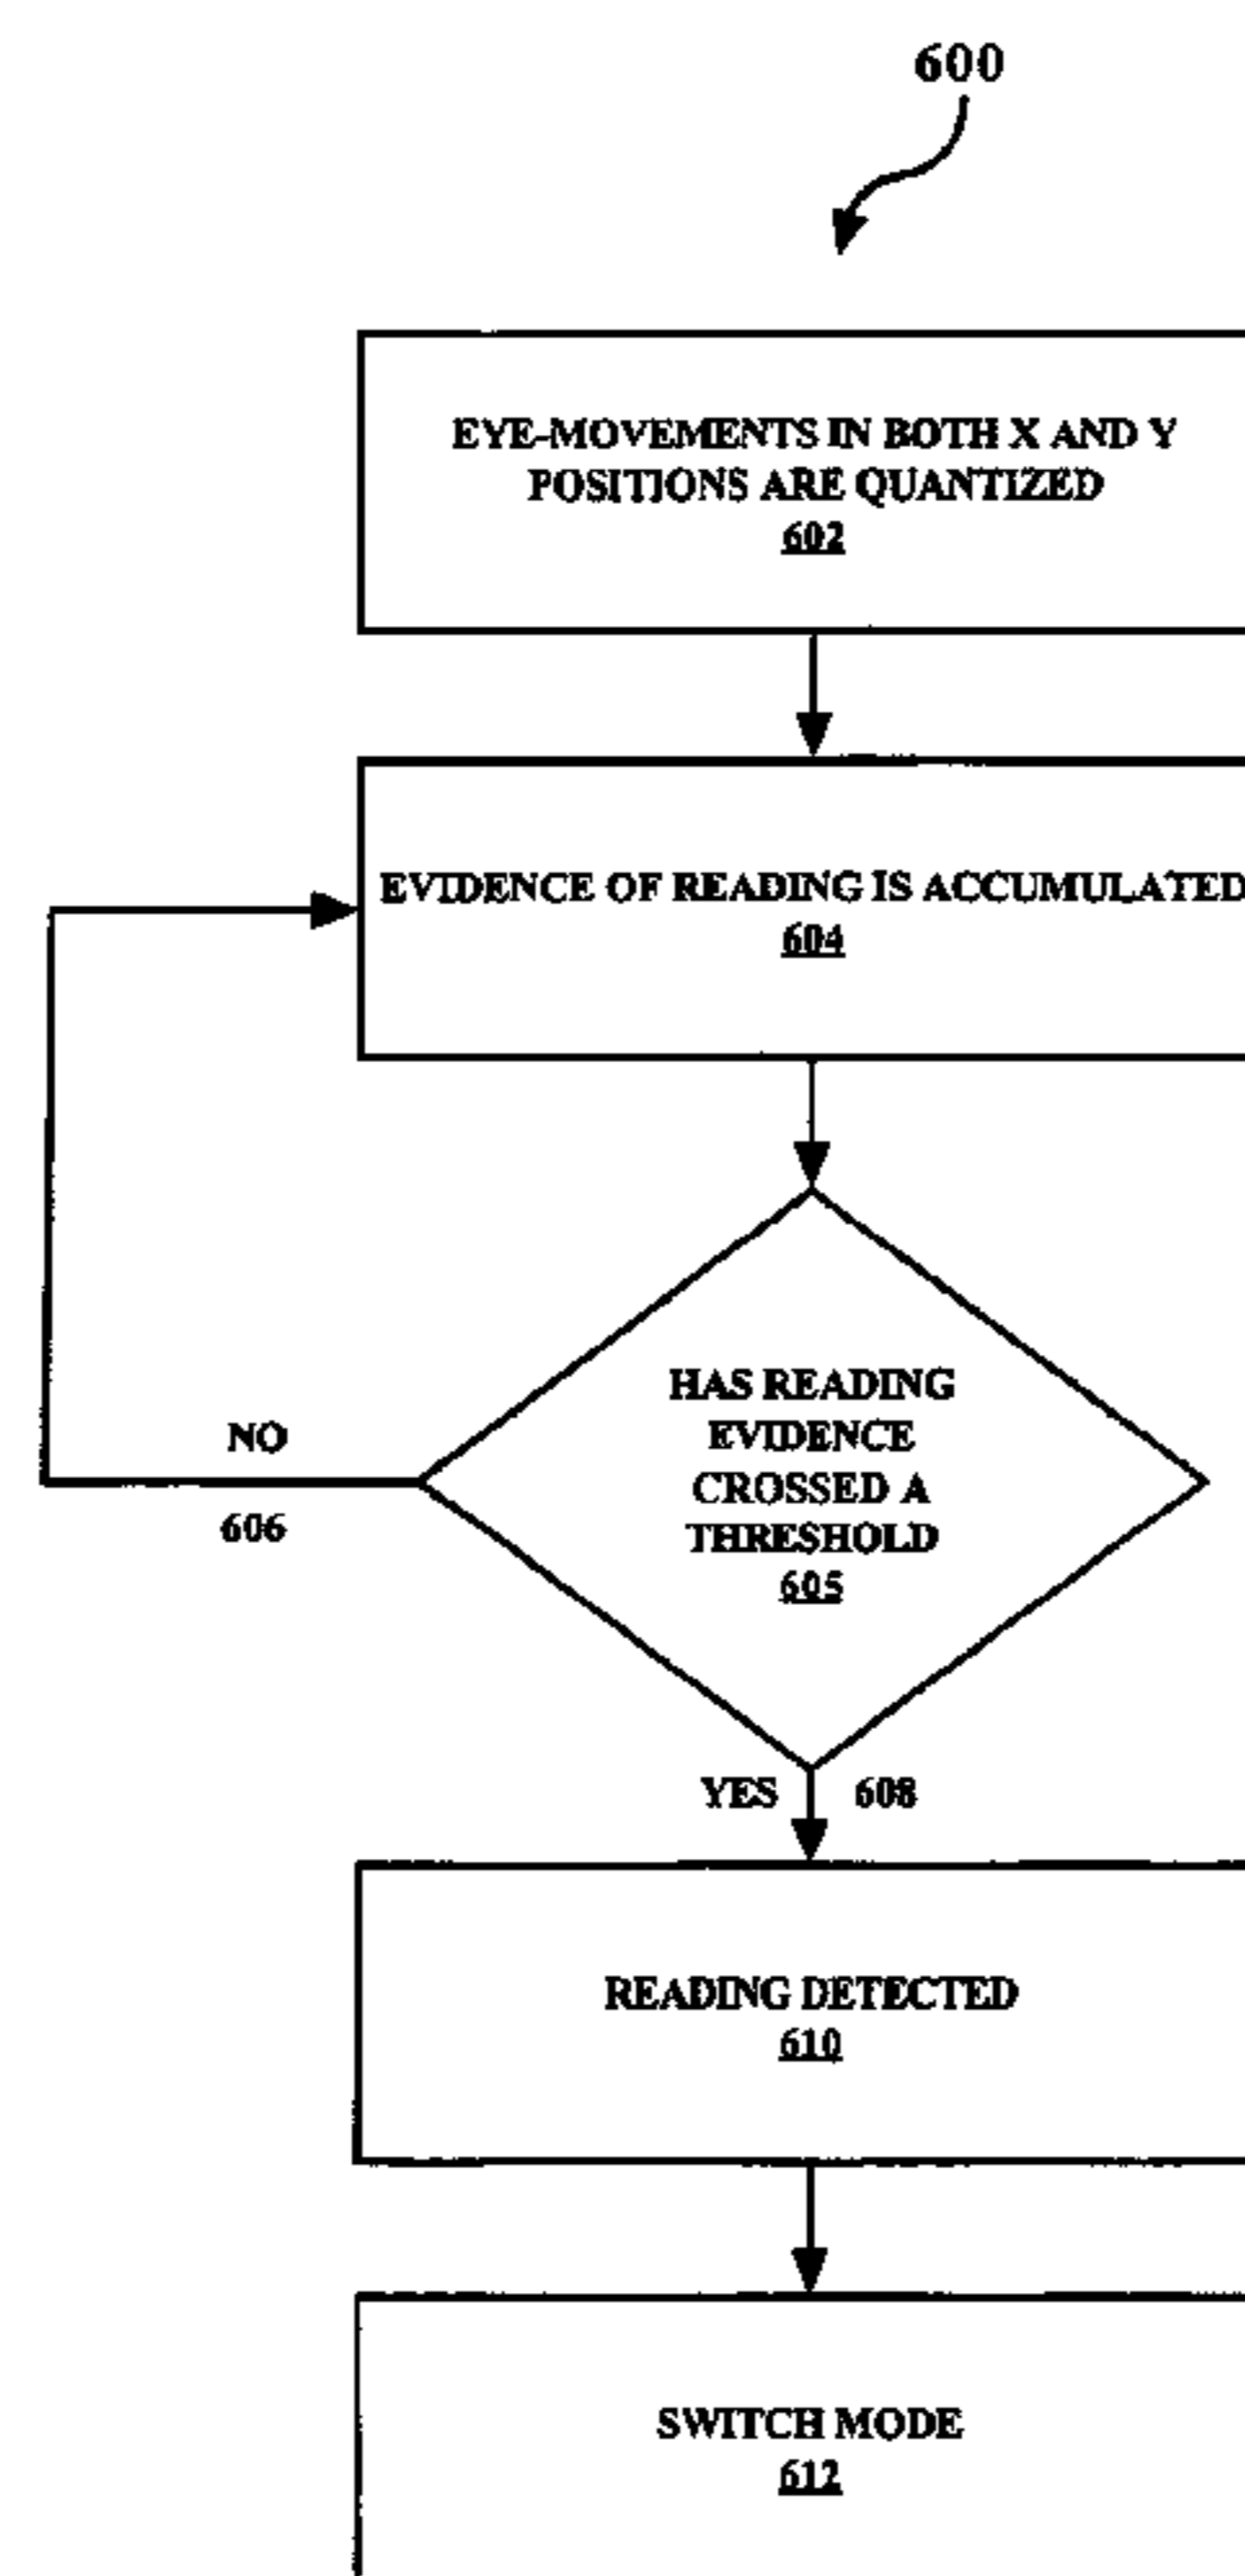 600
EYE-MOVEMENTS IN BOTH X AND Y
POSITIONS ARE QUANTIZED
602
EVIDENCE OF READING IS ACCUMULATED
604
HAS READING
EVIDENCE
CROSSED A
THRESHOLD
605
NO
606
YES 608
READING DETECTED
610
SWITCH MODE
612